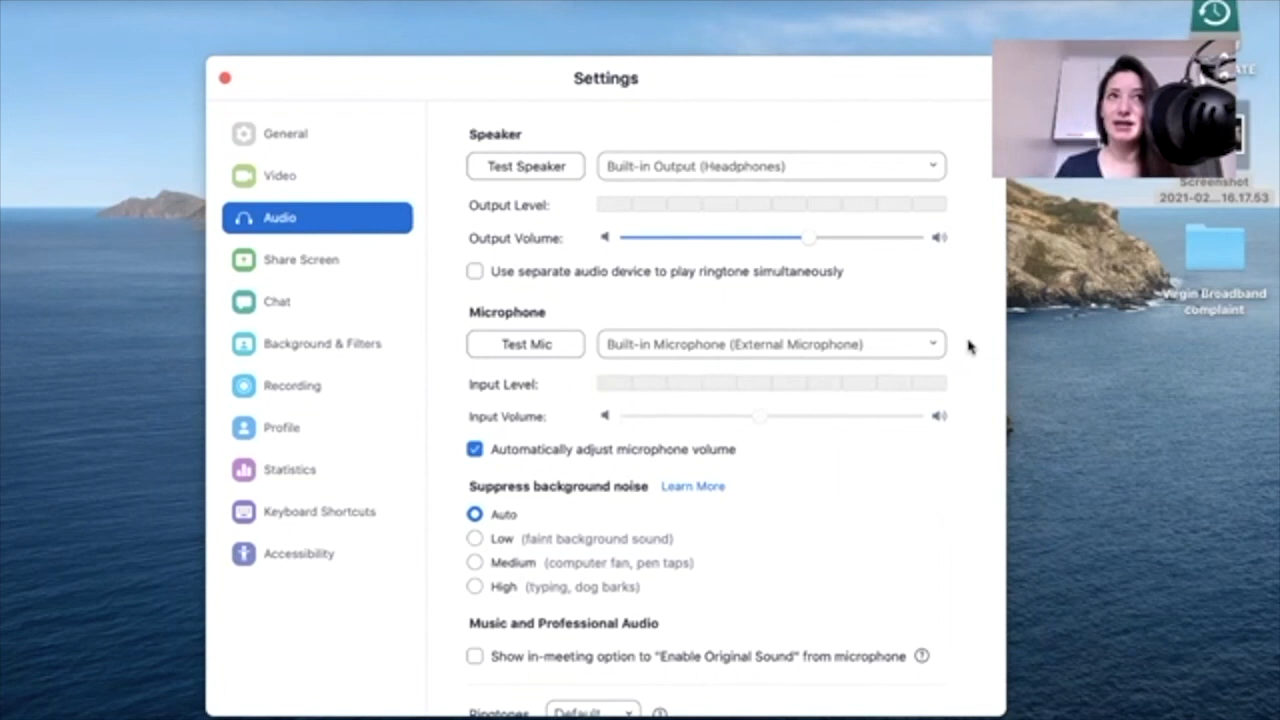 Settings
General
Video
Audio
Share Screen
Chat
Background & Filters
Recording
Profile
Statistics
Keyboard Shortcuts
Accessibility
Speaker
Test Speaker
Built-in Output (Headphones)
Output Level:
Output Volume:
Use separate audio device to play ringtone simultaneously
Microphone
Test Mic
Built-in Microphone (External Microphone)
Input Level:
Input Volume:
Automatically adjust microphone volume
Suppress background noise Learn More
Auto
Low (faint background sound)
Medium (computer fan, pen taps)
High (typing, dog barks)
Music and Professional Audio
Show in-meeting option to "Enable Original Sound" from microphone ?
Ringtones Default
Screenshot
2021-02...16.17.53
Virgin Broadband
complaint